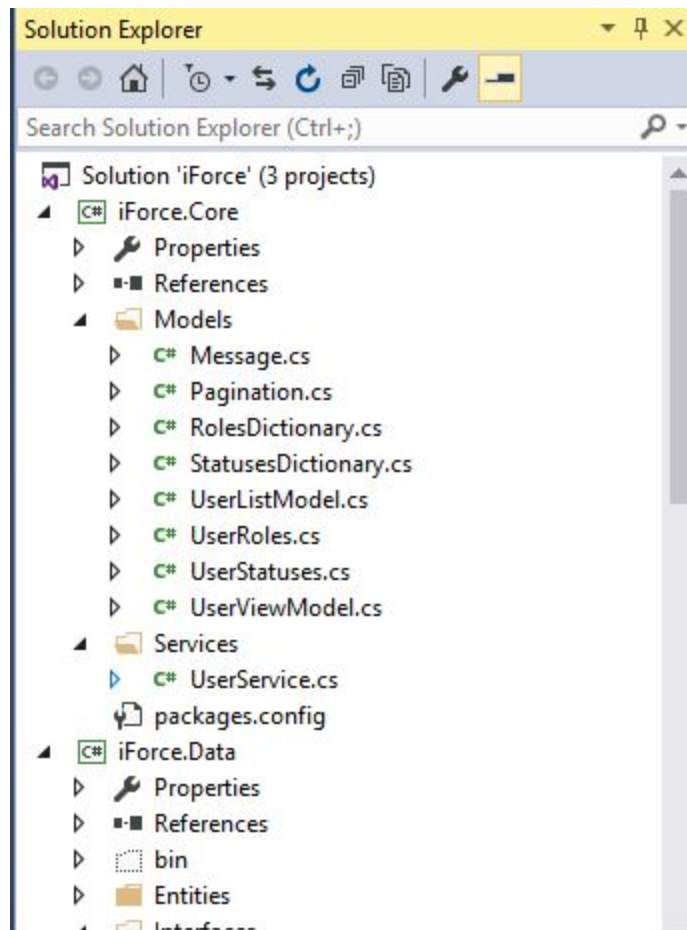 Solution Explorer
Search Solution Explorer (Ctrl+;)
Solution 'iForce' (3 projects)
C# iForce.Core
Properties
References
Models
C# Message.cs
C# Pagination.cs
C# RolesDictionary.cs
C# StatusesDictionary.cs
C# UserListModel.cs
C# UserRoles.cs
C# UserStatuses.cs
C# UserViewModel.cs
Services
C# UserService.cs
packages.config
C# iForce.Data
Properties
References
bin
Entities
Interfaces